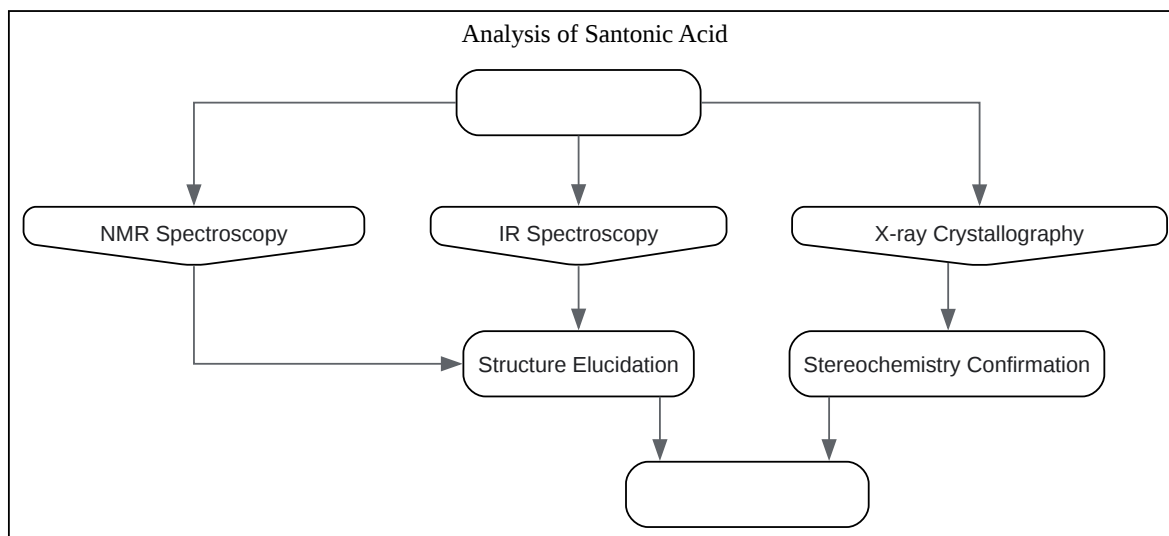 Analysis of Santonic Acid
NMR Spectroscopy
IR Spectroscopy
X-ray Crystallography
Structure Elucidation
Stereochemistry Confirmation